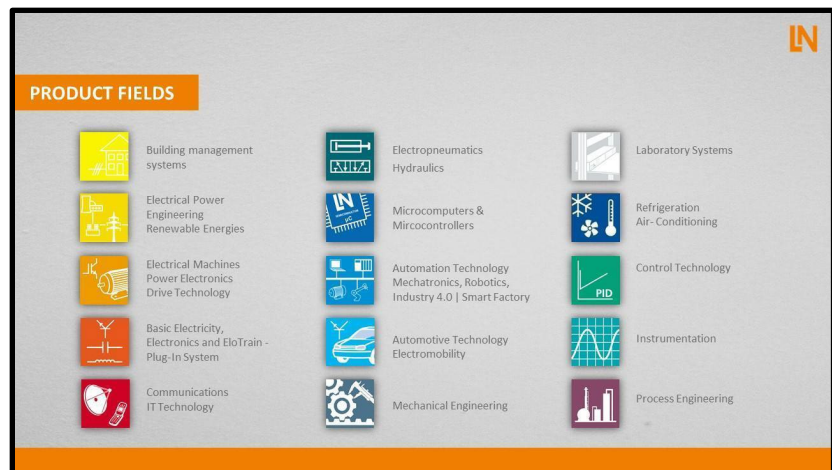 LN
PRODUCT FIELDS
Building management
systems
Electrical Power
Engineering
Renewable Energies
Electrical Machines
Power Electronics
Drive Technology
Basic Electricity,
Electronics and EloTrain -
Plug-In System
Communications
IT Technology
Electropneumatics
Hydraulics
LN
µC
Microcomputers &
Mircocontrollers
Automation Technology
Mechatronics, Robotics,
Industry 4.0 | Smart Factory
Automotive Technology
Electromobility
Mechanical Engineering
Laboratory Systems
Refrigeration
Air- Conditioning
PID
Control Technology
Instrumentation
Process Engineering